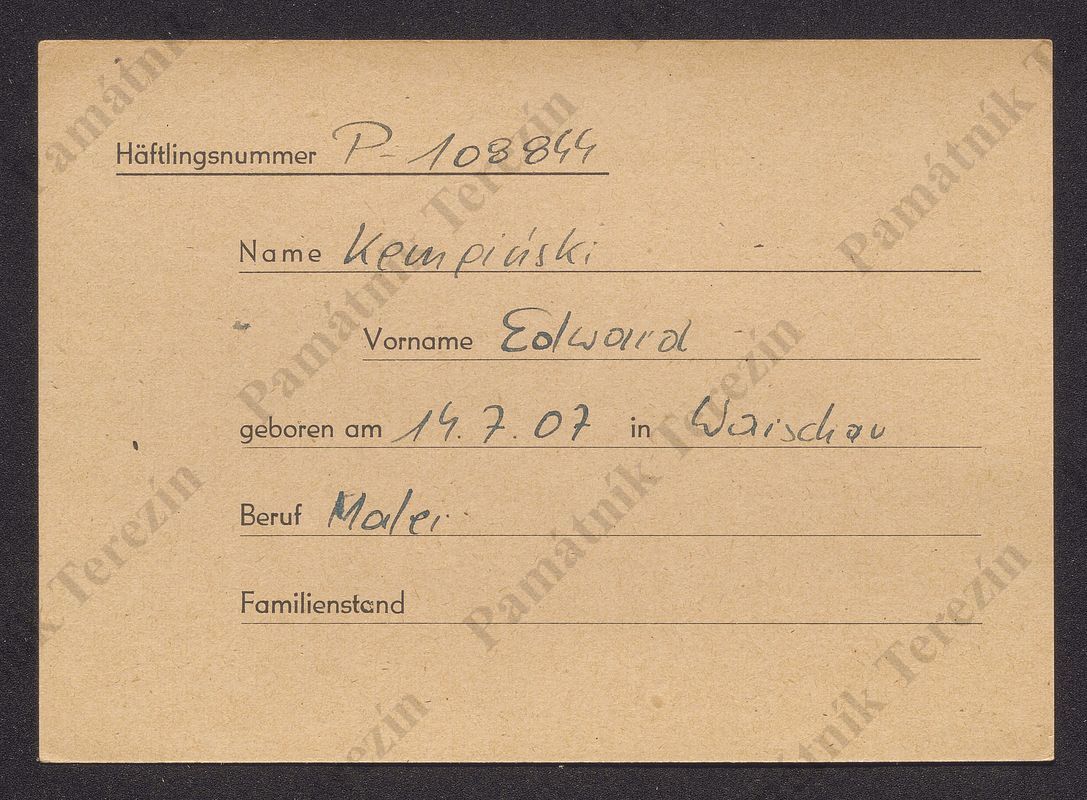 Häftlingsnummer P-108844
Name Kempiński
Vorname Edward
geboren am 14.7.07 in Warschau
Beruf Maler
Familienstand
Památník Terezín